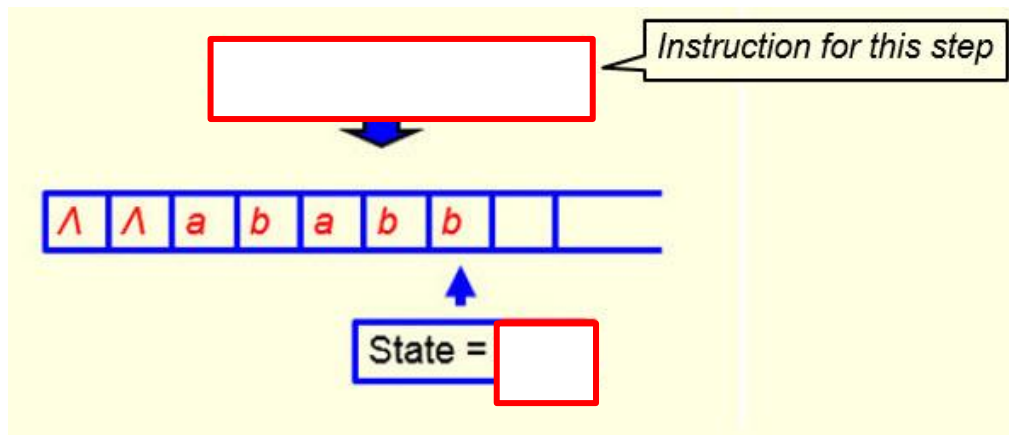 Instruction for this step
Λ Λ a b a b b
State =